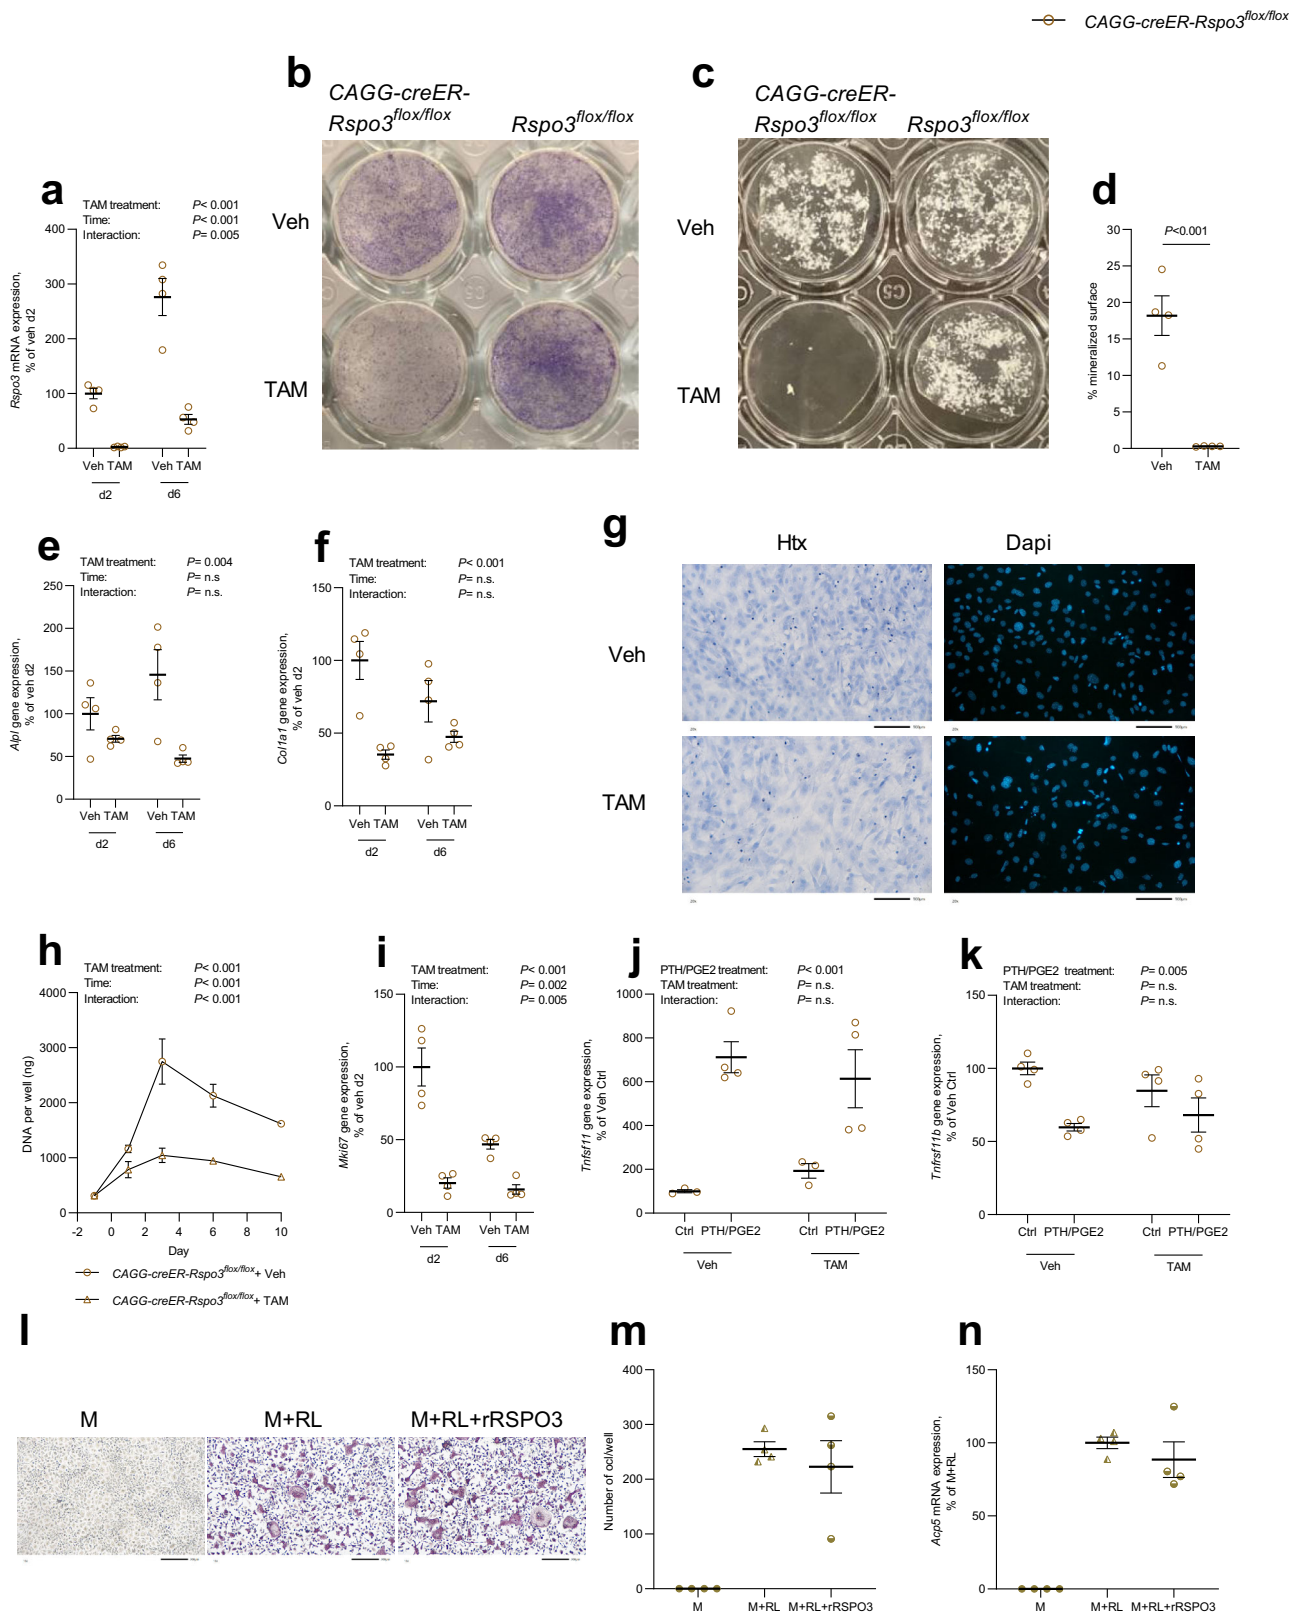 CAGG-creER-Rspo3flox/flox
a
TAM treatment: P< 0.001
Time: P< 0.001
Interaction: P= 0.005
Rspo3 mRNA expression,
% of veh d2
400
300
200
100
0
Veh TAM Veh TAM
d2 d6
b
CAGG-creER-
Rspo3flox/flox Rspo3flox/flox
Veh
TAM
c
CAGG-creER-
Rspo3flox/flox Rspo3flox/flox
Veh
TAM
C5
d
P<0.001
% mineralized surface
30
25
20
15
10
5
0
Veh TAM
e
TAM treatment: P= 0.004
Time: P= n.s
Interaction: P= n.s.
Alpl gene expression,
% of veh d2
250
200
150
100
50
0
Veh TAM Veh TAM
d2 d6
f
TAM treatment: P< 0.001
Time: P= n.s.
Interaction: P= n.s.
Col1a1 gene expression,
% of veh d2
150
100
50
0
Veh TAM Veh TAM
d2 d6
g
Htx Dapi
Veh
TAM
h
TAM treatment: P< 0.001
Time: P< 0.001
Interaction: P< 0.001
DNA per well (ng)
4000
3000
2000
1000
0
-2 0 2 4 6 8 10
Day
CAGG-creER-Rspo3flox/flox+ Veh
CAGG-creER-Rspo3flox/flox+ TAM
i
TAM treatment: P< 0.001
Time: P= 0.002
Interaction: P= 0.005
Mki67 gene expression,
% of veh d2
150
100
50
0
Veh TAM Veh TAM
d2 d6
j
PTH/PGE2 treatment: P< 0.001
TAM treatment: P= n.s.
Interaction: P= n.s.
Tnfsf11 gene expression,
% of Veh Ctrl
1000
800
600
400
200
0
Ctrl PTH/PGE2 Ctrl PTH/PGE2
Veh TAM
k
PTH/PGE2 treatment: P= 0.005
TAM treatment: P= n.s.
Interaction: P= n.s.
Tnfrsf11b gene expression,
% of Veh Ctrl
150
100
50
0
Ctrl PTH/PGE2 Ctrl PTH/PGE2
Veh TAM
l
M M+RL M+RL+rRSPO3
m
Number of ocl/well
400
300
200
100
0
M M+RL M+RL+rRSPO3
n
Acp5 mRNA expression,
% of M+RL
150
100
50
0
M M+RL M+RL+rRSPO3